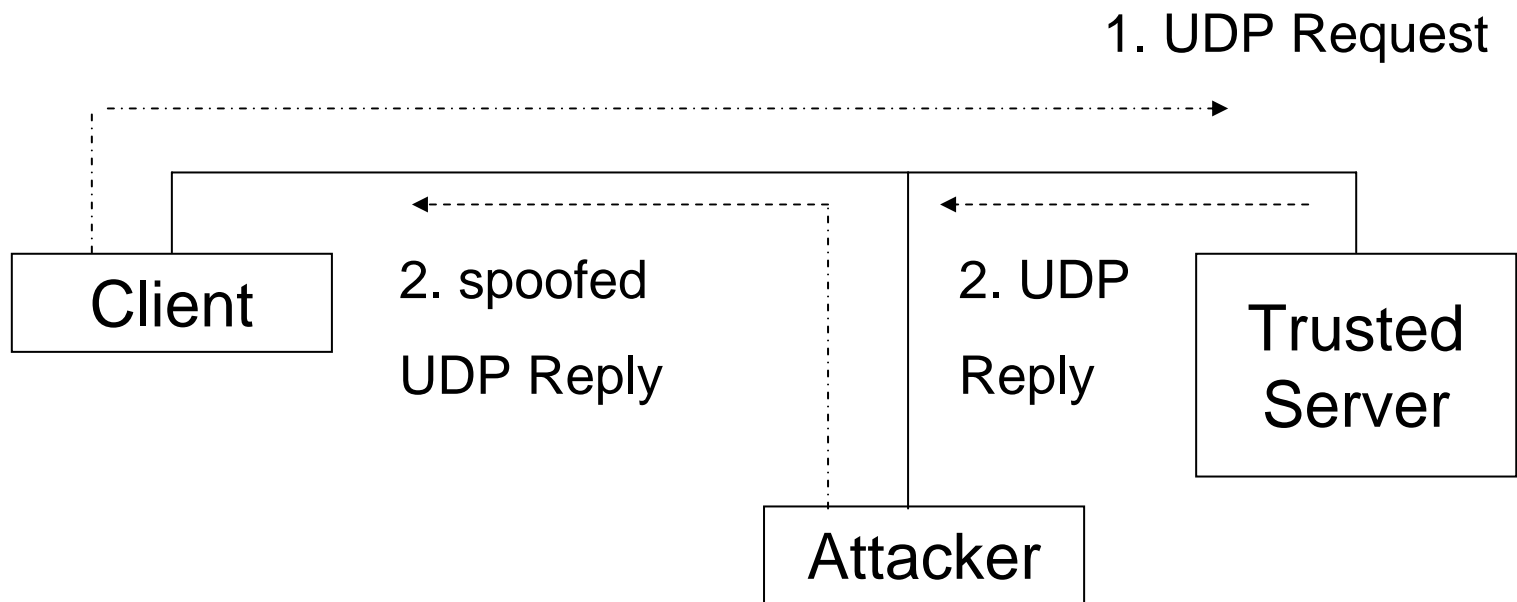 1. UDP Request
Client
2. spoofed
UDP Reply
2. UDP
Reply
Trusted
Server
Attacker